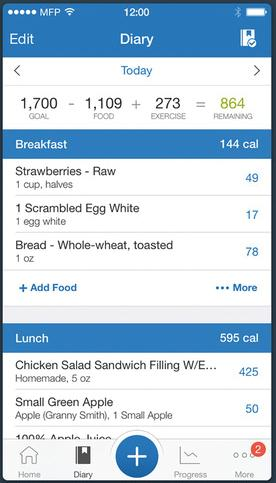 MFP 12:00
Edit Diary
Today
1,700 - 1,109 + 273 = 864
GOAL FOOD EXERCISE REMAINING
Breakfast 144 cal
Strawberries - Raw
1 cup, halves 49
1 Scrambled Egg White
1 egg white 17
Bread - Whole-wheat, toasted
1 oz 78
+ Add Food ••• More
Lunch 595 cal
Chicken Salad Sandwich Filling W/E...
Homemade, 5 oz 425
Small Green Apple
Apple (Granny Smith), 1 Small Apple 50
100% Apple Juice
2
Home Diary + Progress More